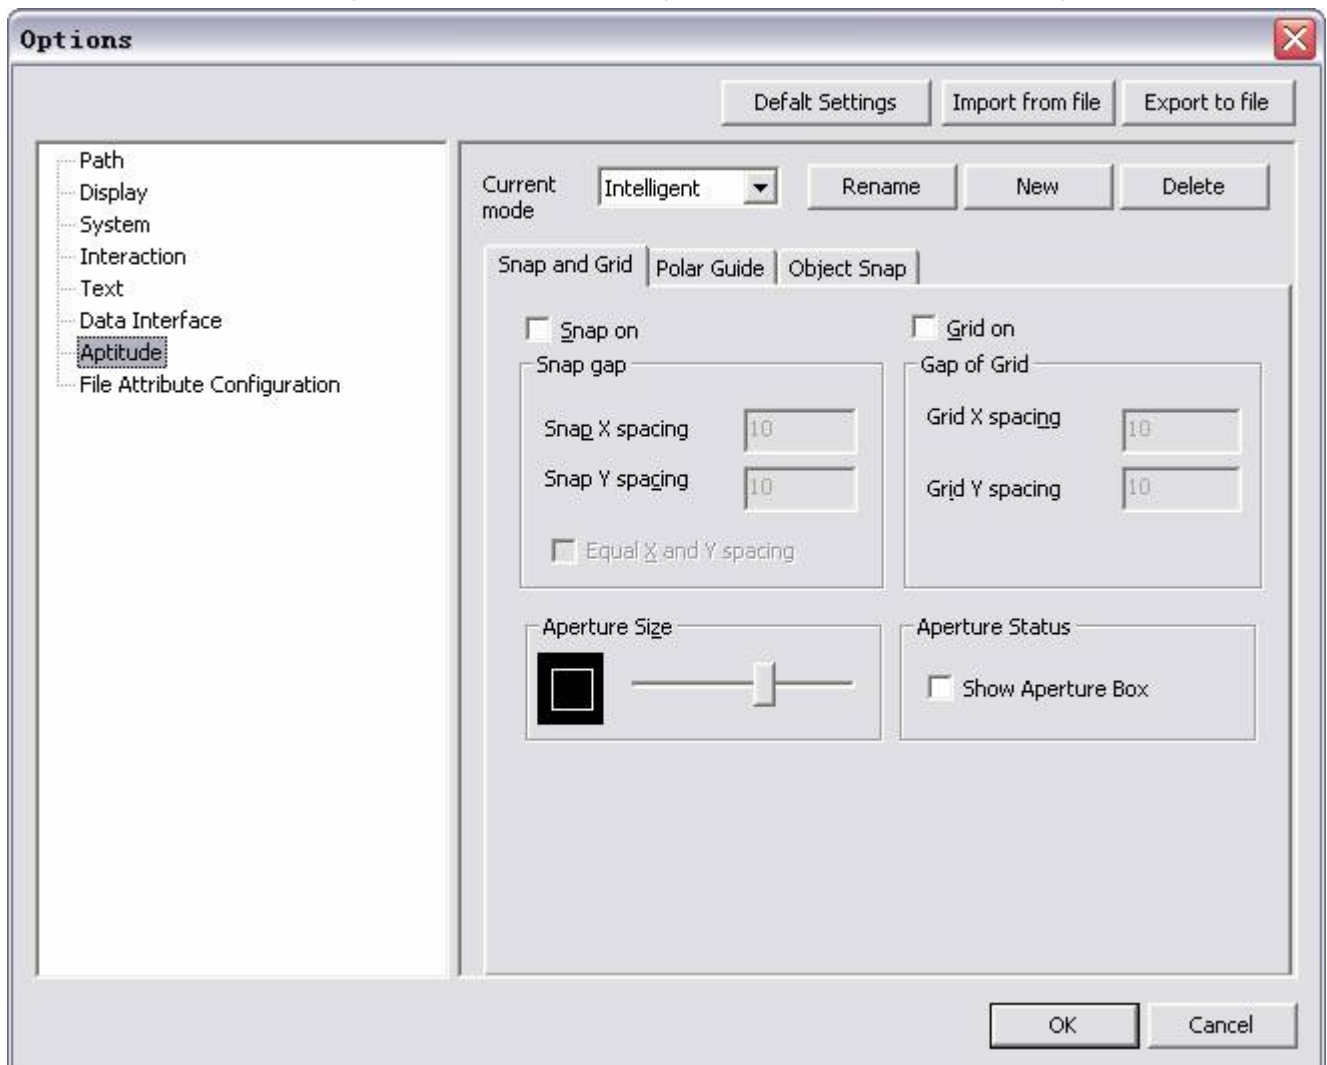 Options
Defalt Settings
Import from file
Export to file
Path
Display
System
Interaction
Text
Data Interface
Aptitude
File Attribute Configuration
Current
mode
Intelligent
Rename
New
Delete
Snap and Grid
Polar Guide
Object Snap
Snap on
Grid on
Snap gap
Gap of Grid
Snap X spacing
10
Grid X spacing
10
Snap Y spacing
10
Grid Y spacing
10
Equal X and Y spacing
Aperture Size
Aperture Status
Show Aperture Box
OK
Cancel